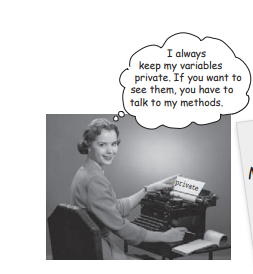 I always
keep my variables
private. If you want to
see them, you have to
talk to my methods.
private